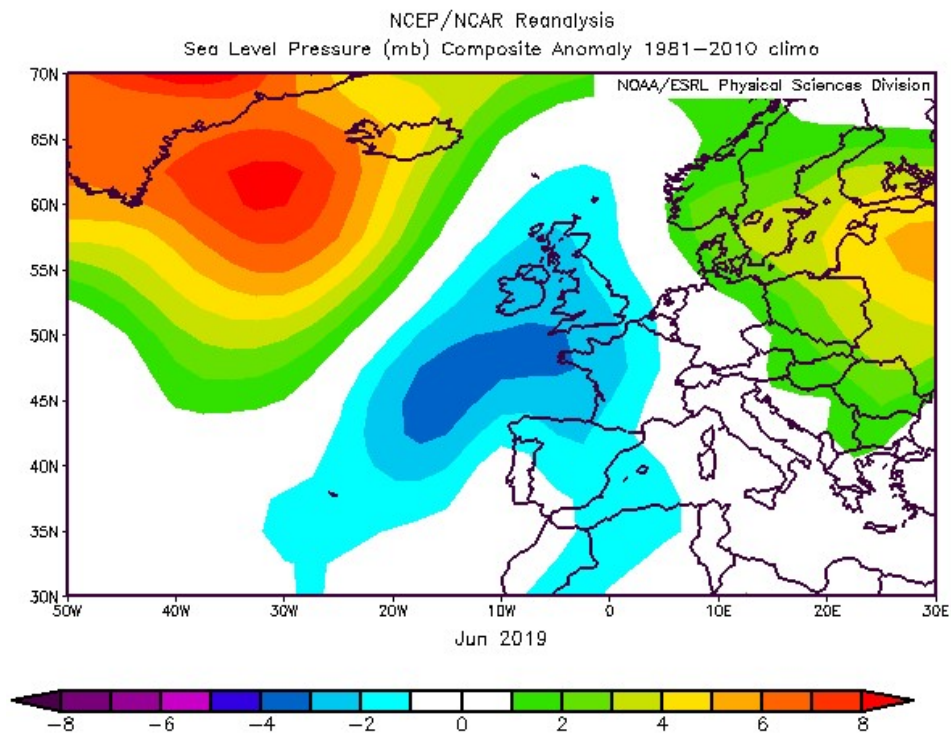 NCEP/NCAR Reanalysis
Sea Level Pressure (mb) Composite Anomaly 1981–2010 climo
NOAA/ESRL Physical Sciences Division
70N
65N
60N
55N
50N
45N
40N
35N
30N
50W 40W 30W 20W 10W 0 10E 20E 30E
Jun 2019
−8 −6 −4 −2 0 2 4 6 8